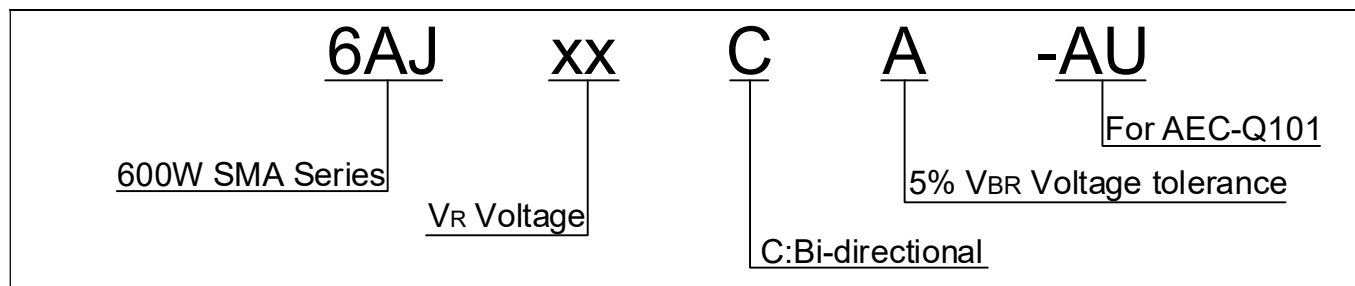 6AJ xx C A -AU
For AEC-Q101
600W SMA Series
5% VBR Voltage tolerance
VR Voltage
C:Bi-directional